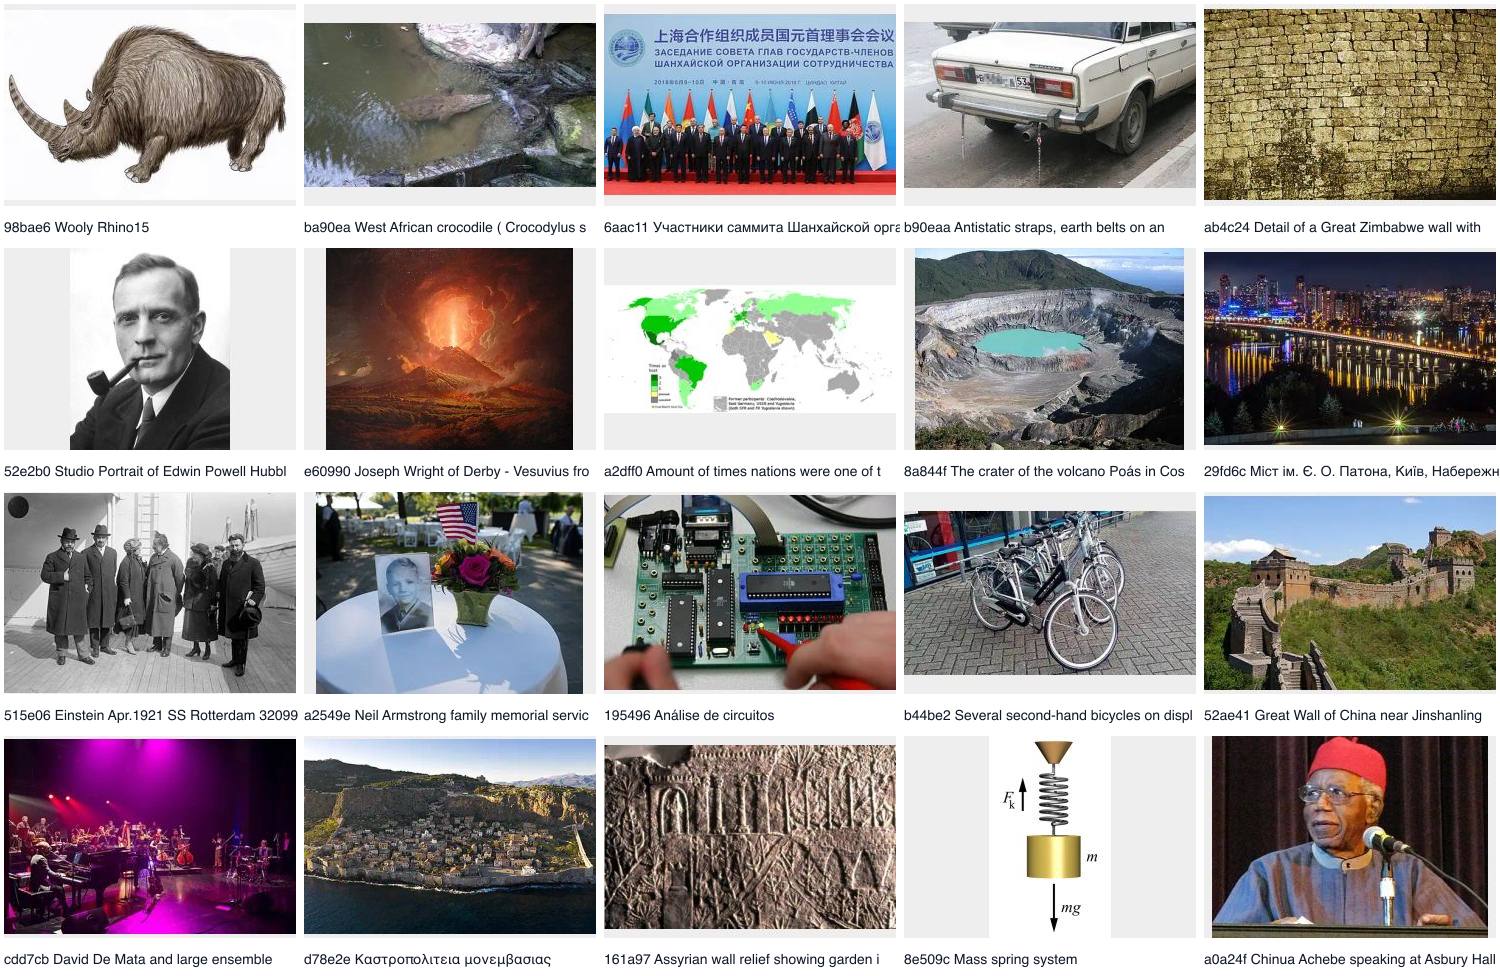 上海合作组织成员国元首理事会会议
ЗАСЕДАНИЕ СОВЕТА ГЛАВ ГОСУДАРСТВ-ЧЛЕНОВ
ШАНХАЙСКОЙ ОРГАНИЗАЦИИ СОТРУДНИЧЕСТВА
53
98bae6 Wooly Rhino15
ba90ea West African crocodile ( Crocodylus s
6aac11 Участники саммита Шанхайской орга
b90eaa Antistatic straps, earth belts on an
ab4c24 Detail of a Great Zimbabwe wall with
52e2b0 Studio Portrait of Edwin Powell Hubbl
e60990 Joseph Wright of Derby - Vesuvius fro
a2dff0 Amount of times nations were one of t
8a844f The crater of the volcano Poás in Cos
29fd6c Міст ім. Є. О. Патона, Київ, Набережн
515e06 Einstein Apr.1921 SS Rotterdam 32099
a2549e Neil Armstrong family memorial servic
195496 Análise de circuitos
b44be2 Several second-hand bicycles on displ
52ae41 Great Wall of China near Jinshanling
F
k
m
mg
cdd7cb David De Mata and large ensemble
d78e2e Καστροπολιτεια μονεμβασιας
161a97 Assyrian wall relief showing garden i
8e509c Mass spring system
a0a24f Chinua Achebe speaking at Asbury Hall